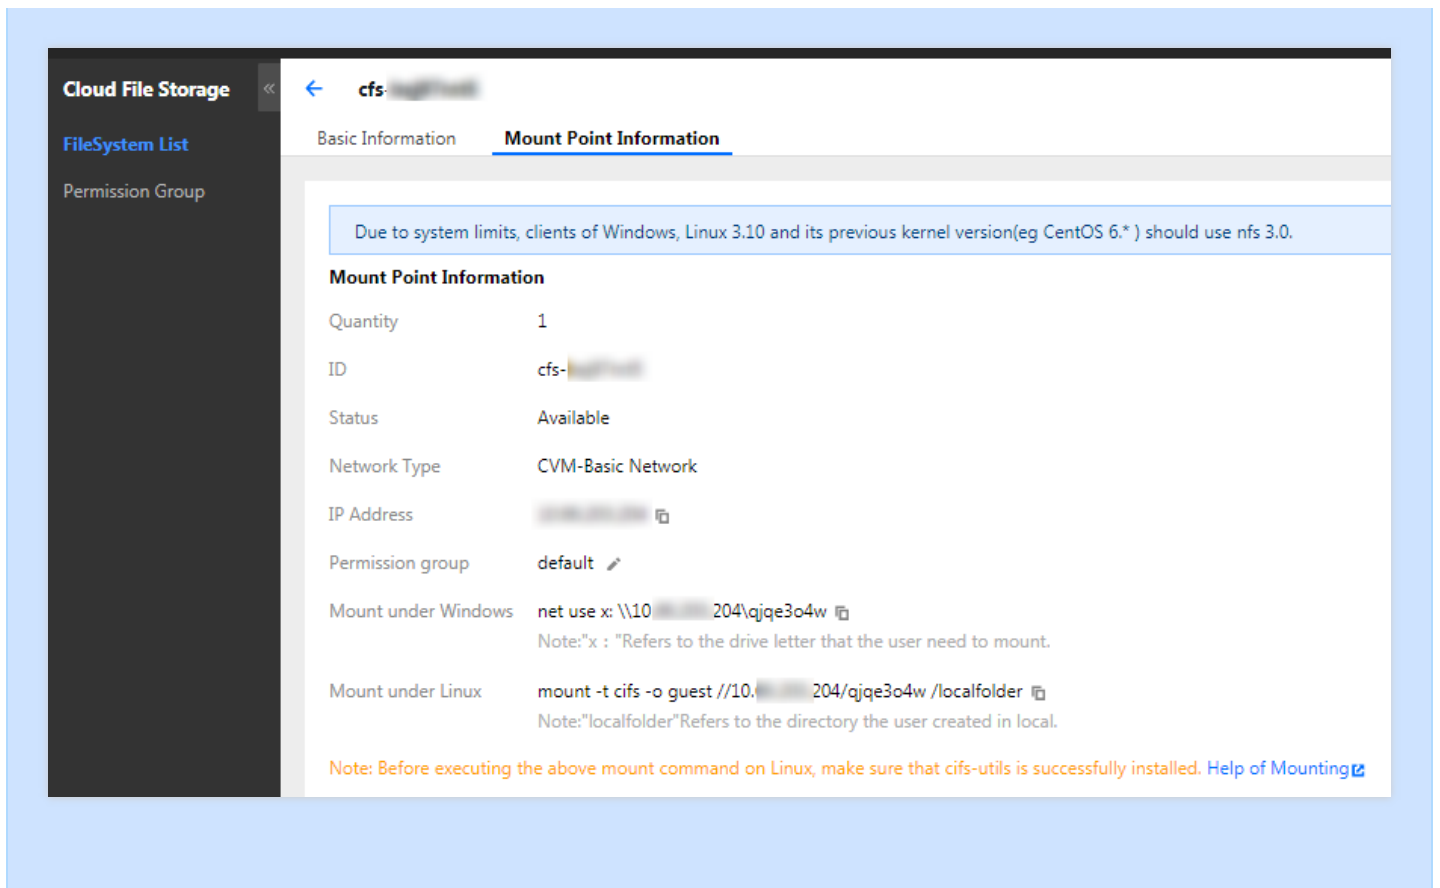 Cloud File Storage
«
FileSystem List
Permission Group
cfs-
Basic Information
Mount Point Information
Due to system limits, clients of Windows, Linux 3.10 and its previous kernel version(eg CentOS 6.* ) should use nfs 3.0.
Mount Point Information
Quantity 1
ID cfs-
Status Available
Network Type CVM-Basic Network
IP Address
Permission group default
Mount under Windows net use x: \\10 204\qjqe3o4w
Note:"x : "Refers to the drive letter that the user need to mount.
Mount under Linux mount -t cifs -o guest //10. 204/qjqe3o4w /localfolder
Note:"localfolder"Refers to the directory the user created in local.
Note: Before executing the above mount command on Linux, make sure that cifs-utils is successfully installed. Help of Mounting